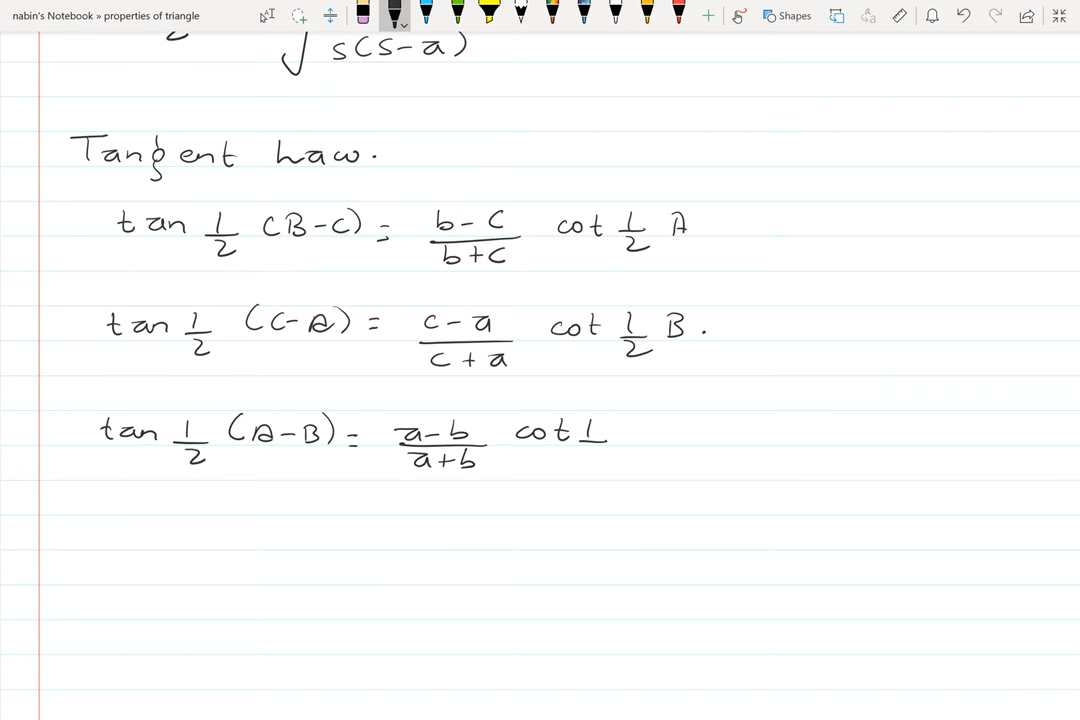 nabin's Notebook » properties of triangle
Shapes
√ s(s-a)
Tangent Law.
tan 1/2 (B-C) = b-c/b+c cot 1/2 A
tan 1/2 (C-A) = c-a/c+a cot 1/2 B.
tan 1/2 (A-B) = a-b/a+b cot 1